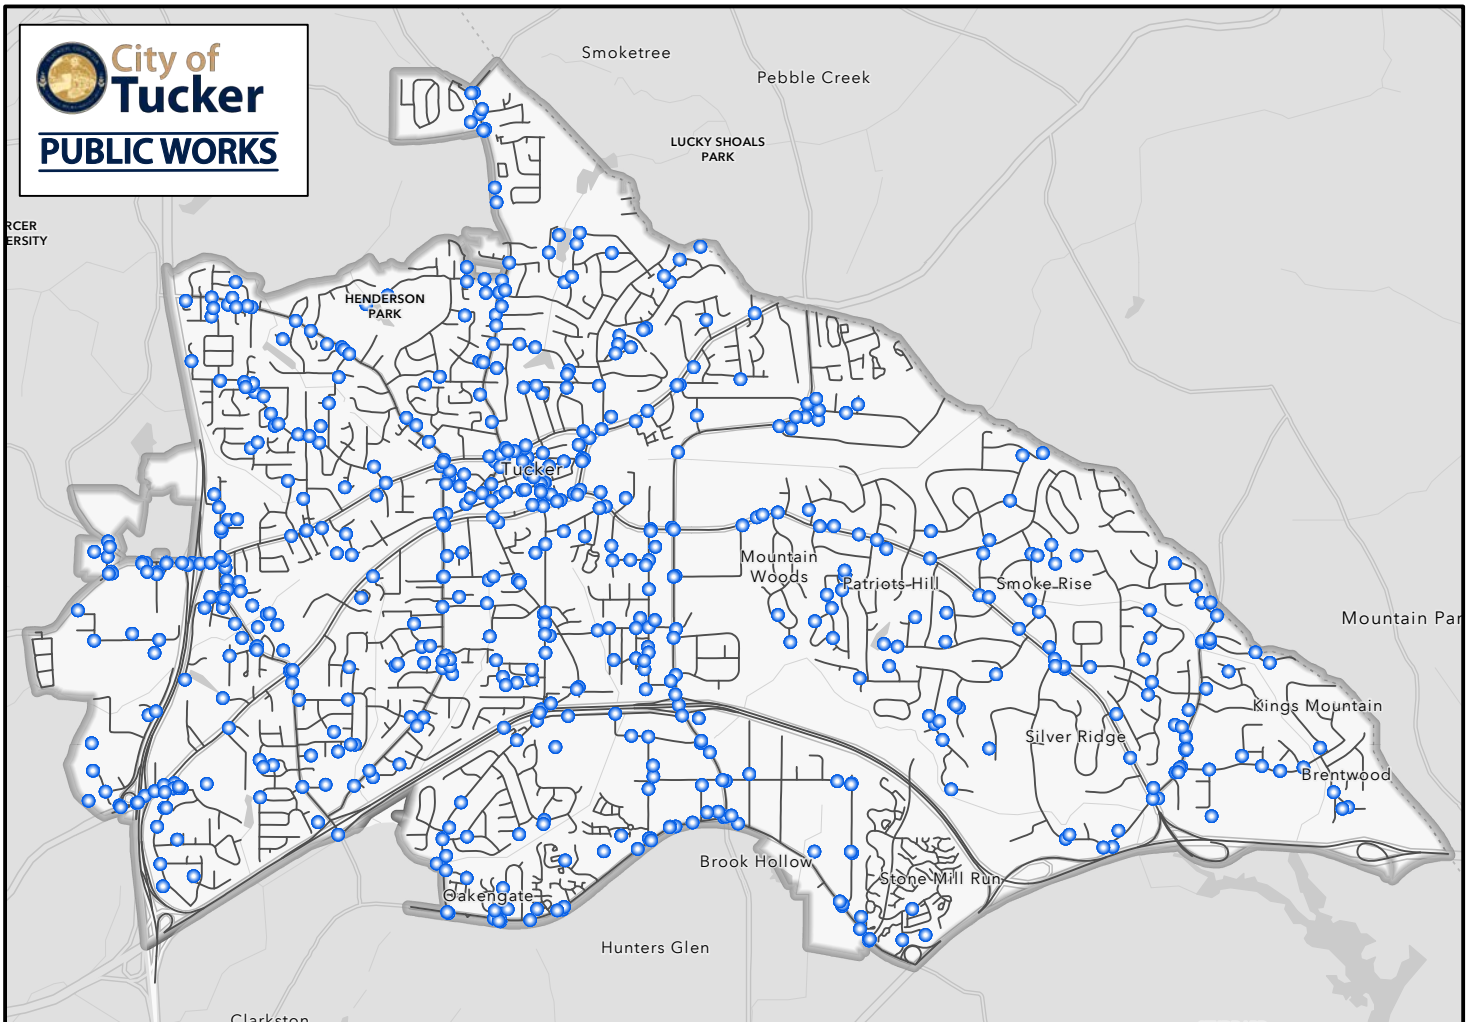 City of
Tucker
PUBLIC WORKS
Smoketree
Pebble Creek
LUCKY SHOALS
PARK
RCER
ERSITY
HENDERSON
PARK
Tucker
Mountain
Woods
Patriots Hill
Smoke Rise
Mountain Par
Kings Mountain
Silver Ridge
Brentwood
Brook Hollow
Stone Mill Run
Oakengate
Hunters Glen
Clarkston